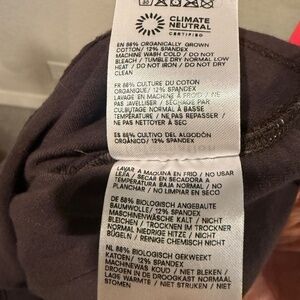 CLIMATE
NEUTRAL
CERTIFIED
EN 88% ORGANICALLY GROWN
COTTON/ 12% SPANDEX
MACHINE WASH COLD / DO NOT
BLEACH / TUMBLE DRY NORMAL LOW
HEAT / DO NOT IRON / DO NOT DRY
CLEAN
FR 88% CULTURE DU COTON
ORGANIQUE/ 12% SPANDEX
LAVAGE EN MACHINE À FROID / NE
PAS JAVELLISER / SÉCHAGE PAR
CULBUTAGE NORMAL À BASSE
TEMPÉRATURE / NE PAS REPASSER /
NE PAS NETTOYER À SEC
ES 88% CULTIVO DEL ALGODÓN
ORGÁNICO/ 12% SPANDEX
LAVAR A MÁQUINA EN FRÍO / NO USAR
LEJÍA / SECAR EN SECADORA A
TEMPERATURA BAJA NORMAL / NO
PLANCHAR / NO LIMPIAR EN SECO
DE 88% BIOLOGISCH ANGEBAUTE
BAUMWOLLE/ 12% SPANDEX
MASCHINENWÄSCHE KALT / NICHT
BLEICHEN / TROCKNEN IM TROCKNER
NORMAL NIEDRIGE HITZE / NICHT
BÜGELN / REINIGE CHEMISCH NICHT
NL 88% BIOLOGISCH GEKWEEKT
KATOEN/ 12% SPANDEX
MACHINEWAS KOUD / NIET BLEKEN /
DROGEN IN DE DROOGKAST NORMAAL
LAGE WARMTE / NIET STRIJKEN / NIET